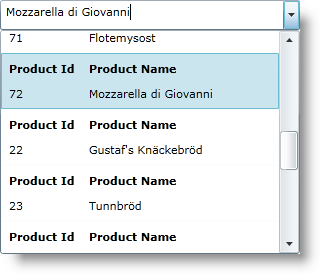 Mozzarella di Giovanni
71 Flotemysost
Product Id Product Name
72 Mozzarella di Giovanni
Product Id Product Name
22 Gustaf's Knäckebröd
Product Id Product Name
23 Tunnbröd
Product Id Product Name